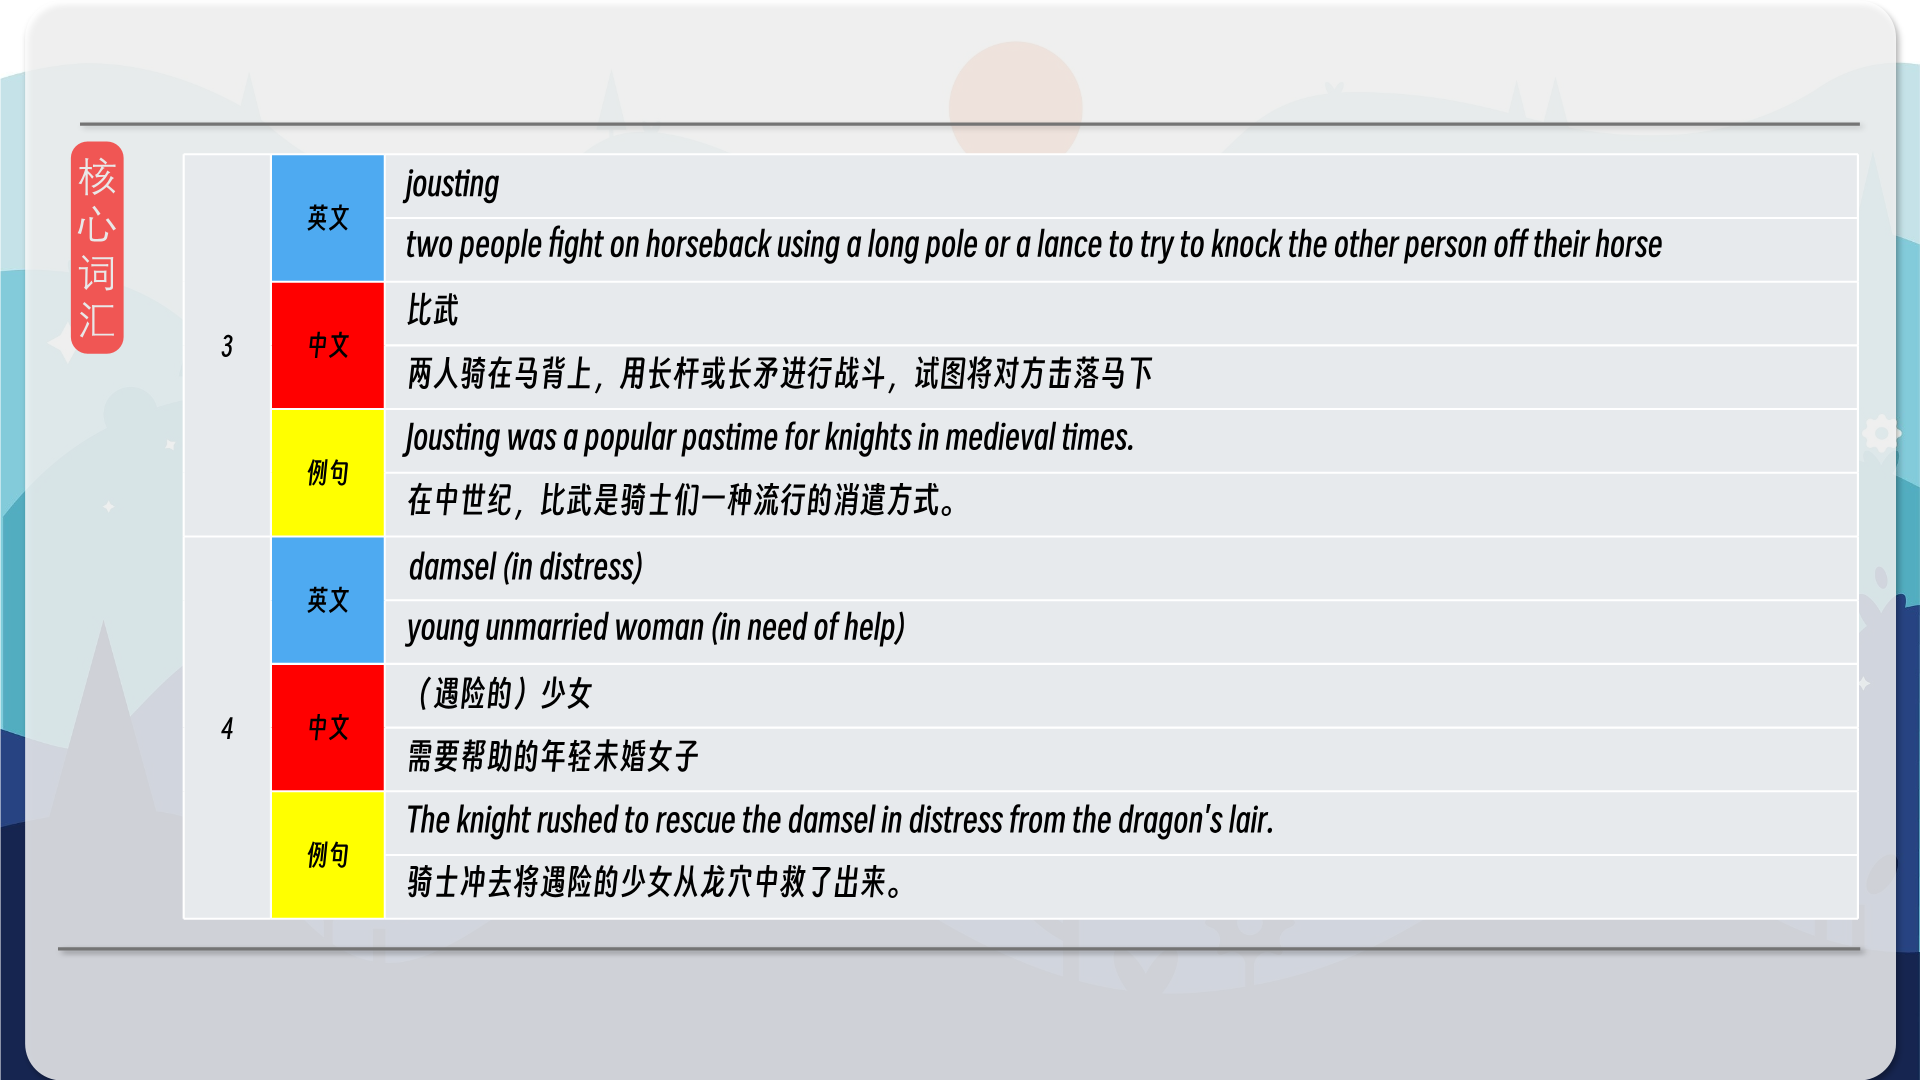 核心词汇
3
英文
jousting
two people fight on horseback using a long pole or a lance to try to knock the other person off their horse
中文
比武
两人骑在马背上，用长杆或长矛进行战斗，试图将对方击落马下
例句
Jousting was a popular pastime for knights in medieval times.
在中世纪，比武是骑士们一种流行的消遣方式。
4
英文
damsel (in distress)
young unmarried woman (in need of help)
中文
（遇险的）少女
需要帮助的年轻未婚女子
例句
The knight rushed to rescue the damsel in distress from the dragon's lair.
骑士冲去将遇险的少女从龙穴中救了出来。